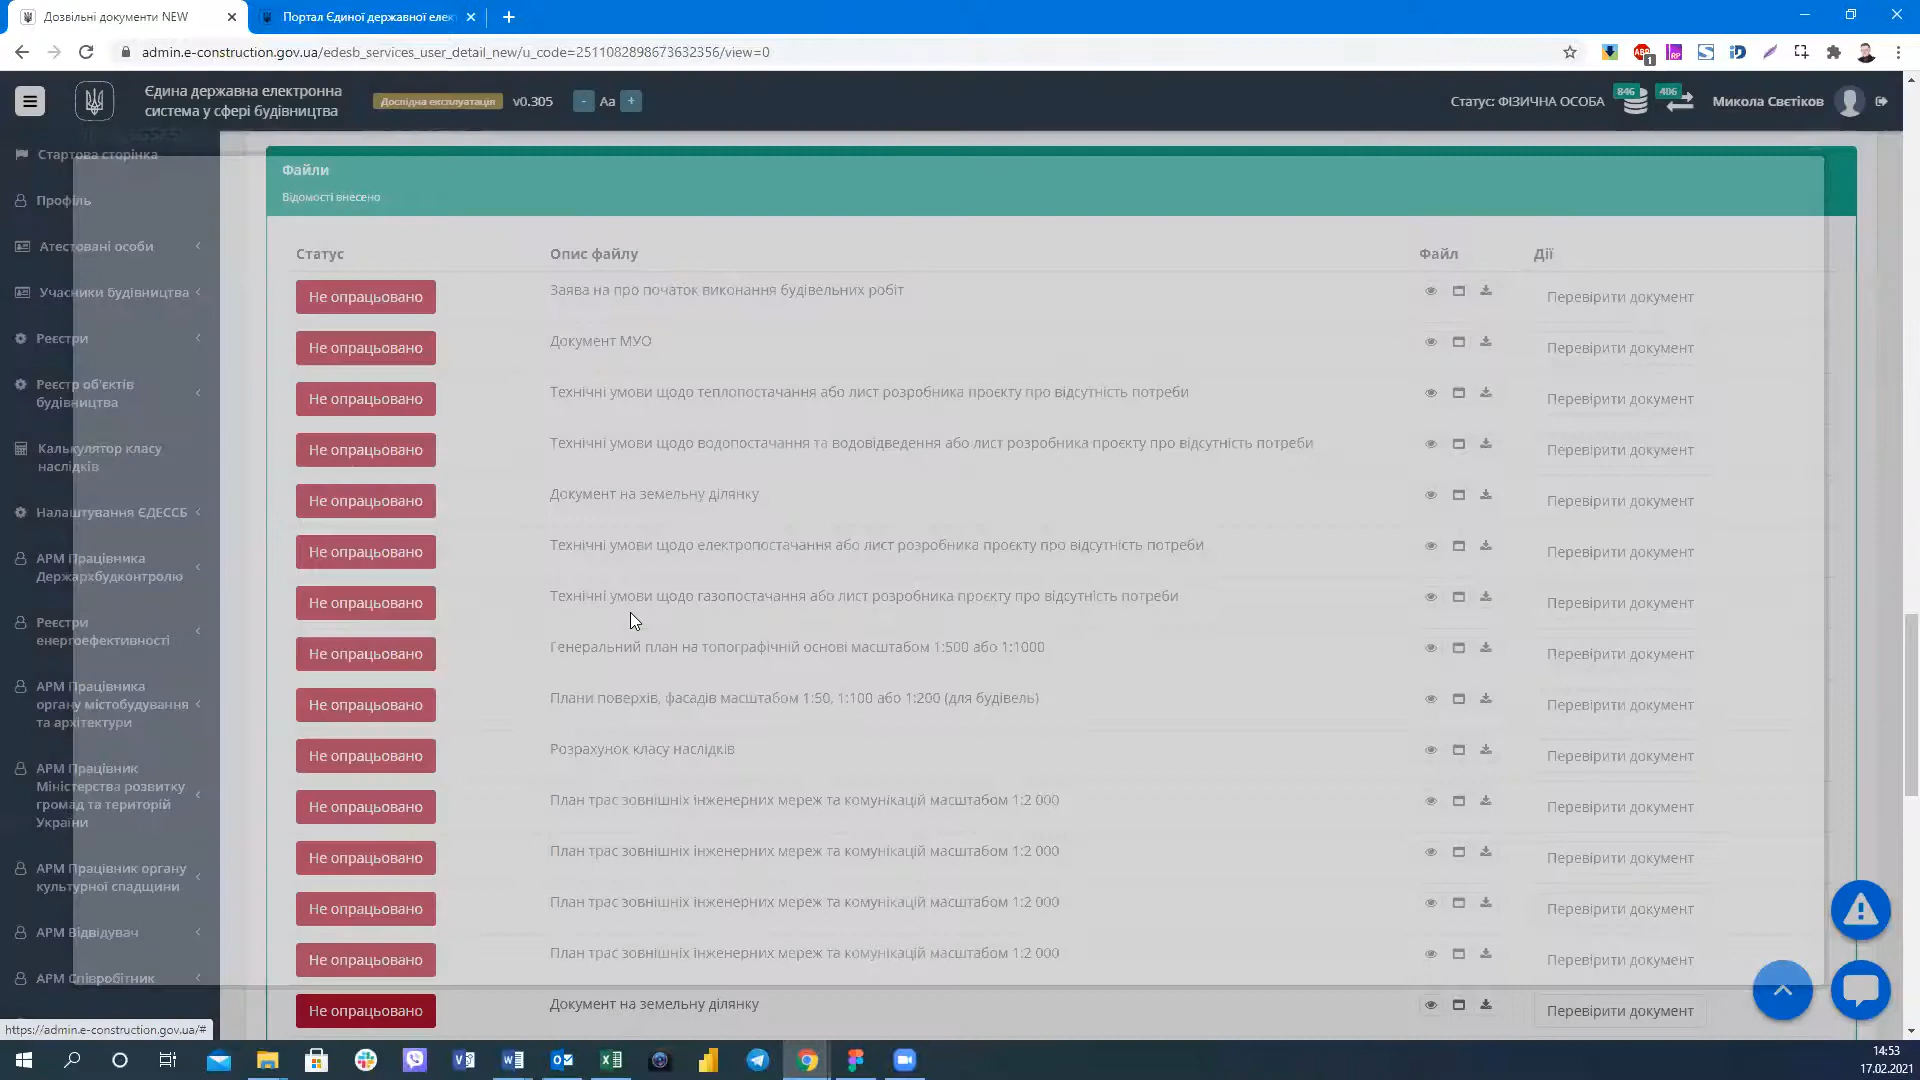 Дозвільні документи NEW
Портал Єдиної державної елек
admin.e-construction.gov.ua/edesb_services_user_detail_new/u_code=2511082898673632356/view=0
Єдина державна електронна
система у сфері будівництва
Дослідна експлуатація
v0.305
- Aa +
Статус: ФІЗИЧНА ОСОБА
846
406
Микола Свєтіков
Стартова сторінка
Профіль
Атестовані особи
Учасники будівництва
Реєстри
Реєстр об'єктів
будівництва
Калькулятор класу
наслідків
Налаштування ЄДЕССБ
АРМ Працівника
Держархбудконтролю
Реєстри
енергоефективності
АРМ Працівника
органу містобудування
та архітектури
АРМ Працівник
Міністерства розвитку
громад та територій
України
АРМ Працівник органу
культурної спадщини
АРМ Відвідувач
АРМ Співробітник
Файли
Відомості внесено
Статус Опис файлу Файл Дії
Не опрацьовано Заява на про початок виконання будівельних робіт Перевірити документ
Не опрацьовано Документ МУО Перевірити документ
Не опрацьовано Технічні умови щодо теплопостачання або лист розробника проєкту про відсутність потреби Перевірити документ
Не опрацьовано Технічні умови щодо водопостачання та водовідведення або лист розробника проєкту про відсутність потреби Перевірити документ
Не опрацьовано Документ на земельну ділянку Перевірити документ
Не опрацьовано Технічні умови щодо електропостачання або лист розробника проєкту про відсутність потреби Перевірити документ
Не опрацьовано Технічні умови щодо газопостачання або лист розробника проєкту про відсутність потреби Перевірити документ
Не опрацьовано Генеральний план на топографічній основі масштабом 1:500 або 1:1000 Перевірити документ
Не опрацьовано Плани поверхів, фасадів масштабом 1:50, 1:100 або 1:200 (для будівель) Перевірити документ
Не опрацьовано Розрахунок класу наслідків Перевірити документ
Не опрацьовано План трас зовнішніх інженерних мереж та комунікацій масштабом 1:2 000 Перевірити документ
Не опрацьовано План трас зовнішніх інженерних мереж та комунікацій масштабом 1:2 000 Перевірити документ
Не опрацьовано План трас зовнішніх інженерних мереж та комунікацій масштабом 1:2 000 Перевірити документ
Не опрацьовано План трас зовнішніх інженерних мереж та комунікацій масштабом 1:2 000 Перевірити документ
Не опрацьовано Документ на земельну ділянку Перевірити документ
https://admin.e-construction.gov.ua/#
14:53
17.02.2021